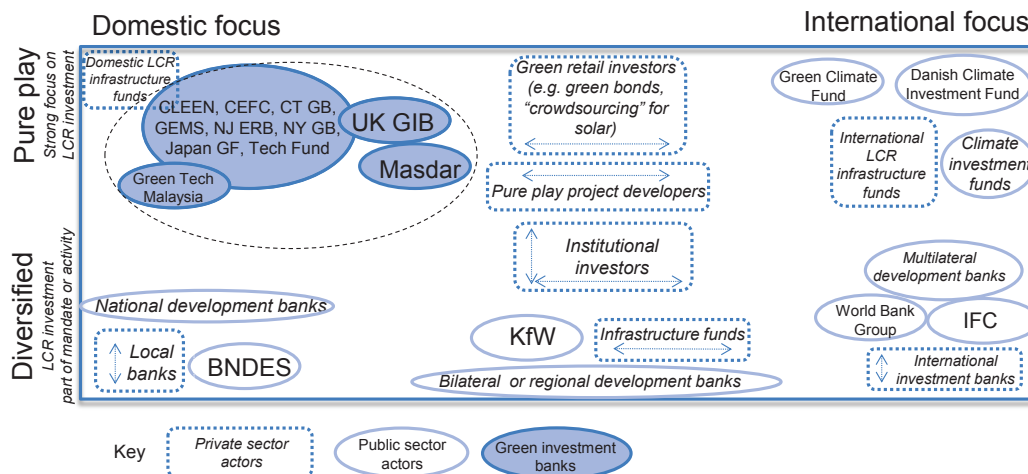 Domestic focus
International focus
Pure play
Strong focus on
LCR investment
Domestic LCR
infrastructure
funds
CLEEN, CEFC, CT GB,
GEMS, NJ ERB, NY GB,
Japan GF, Tech Fund
UK GIB
Masdar
Green Tech
Malaysia
Green retail investors
(e.g. green bonds,
“crowdsourcing” for
solar)
Pure play project developers
Green Climate
Fund
Danish Climate
Investment Fund
International
LCR
infrastructure
funds
Climate
investment
funds
Diversified
LCR investment
part of mandate or activity
Institutional
investors
Multilateral
development banks
National development banks
World Bank
Group
IFC
KfW
Infrastructure funds
Local
banks
BNDES
International
investment banks
Bilateral or regional development banks
Key
Private sector
actors
Public sector
actors
Green investment
banks